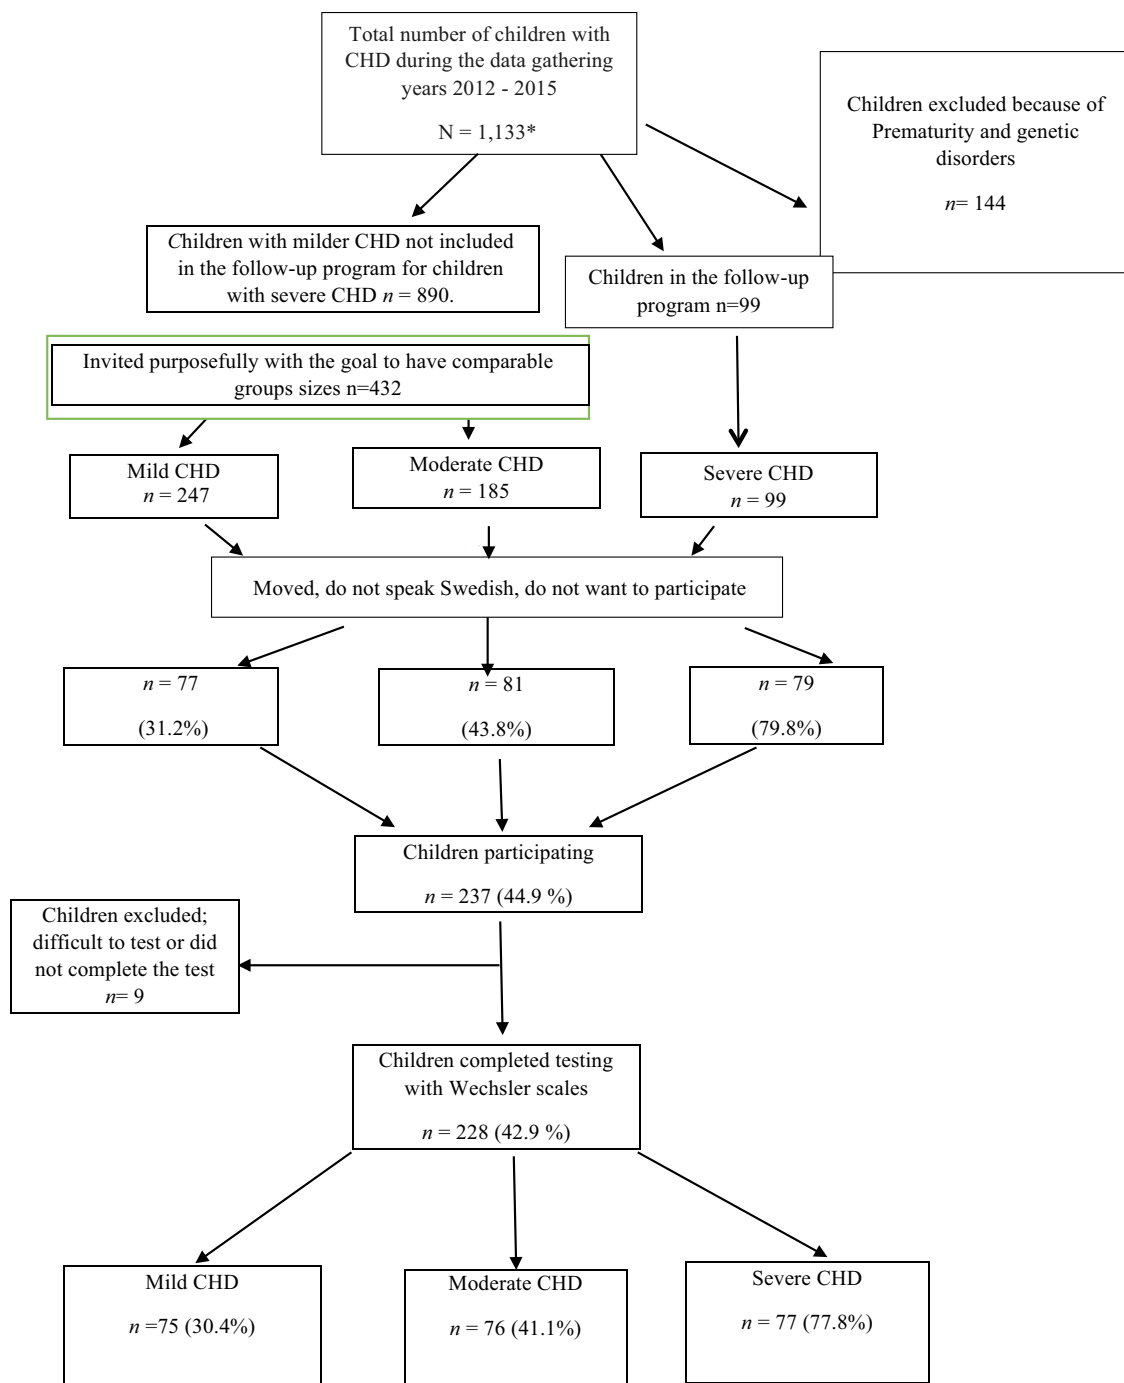 Total number of children with
CHD during the data gathering
years 2012 - 2015
N = 1,133*
Children excluded because of
Prematurity and genetic
disorders
n= 144
Children with milder CHD not included
in the follow-up program for children
with severe CHD n = 890.
Children in the follow-up
program n=99
Invited purposefully with the goal to have comparable
groups sizes n=432
Mild CHD
n = 247
Moderate CHD
n = 185
Severe CHD
n = 99
Moved, do not speak Swedish, do not want to participate
n = 77
(31.2%)
n = 81
(43.8%)
n = 79
(79.8%)
Children participating
n = 237 (44.9 %)
Children excluded;
difficult to test or did
not complete the test
n= 9
Children completed testing
with Wechsler scales
n = 228 (42.9 %)
Mild CHD
n =75 (30.4%)
Moderate CHD
n = 76 (41.1%)
Severe CHD
n = 77 (77.8%)